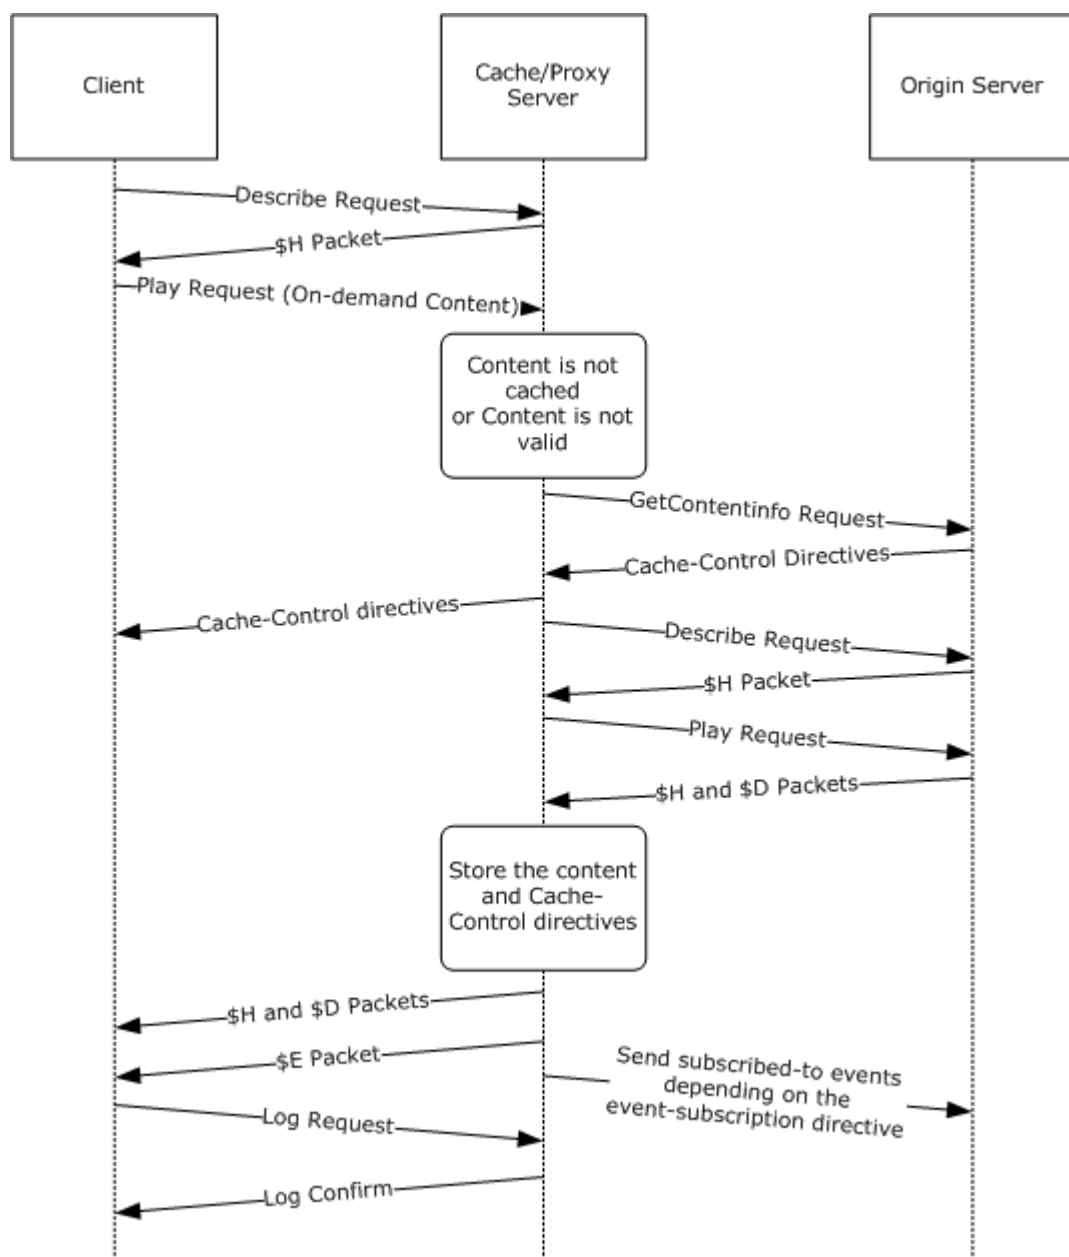 Client
Cache/Proxy
Server
Origin Server
Describe Request
$H Packet
Play Request (On-demand Content)
Content is not
cached
or Content is not
valid
GetContentinfo Request
Cache-Control Directives
Cache-Control directives
Describe Request
$H Packet
Play Request
$H and $D Packets
Store the content
and Cache-
Control directives
$H and $D Packets
$E Packet
Send subscribed-to events
depending on the
event-subscription directive
Log Request
Log Confirm